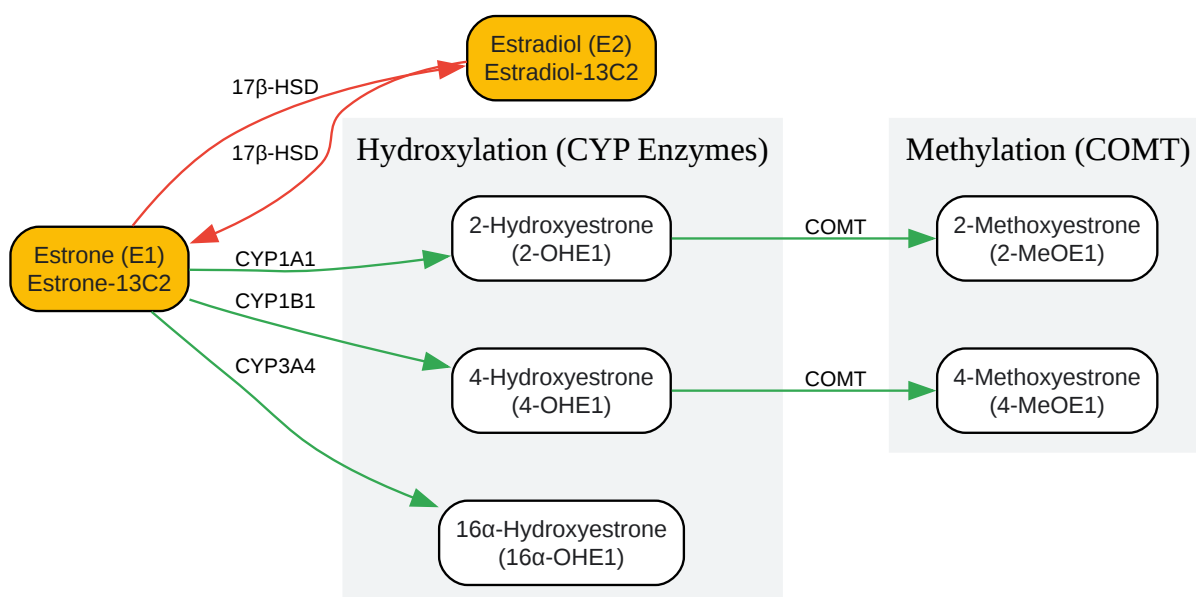 Estradiol (E2)
Estradiol-13C2
17β-HSD
17β-HSD
Hydroxylation (CYP Enzymes)
Methylation (COMT)
Estrone (E1)
Estrone-13C2
CYP1A1
CYP1B1
CYP3A4
2-Hydroxyestrone
(2-OHE1)
COMT
2-Methoxyestrone
(2-MeOE1)
4-Hydroxyestrone
(4-OHE1)
COMT
4-Methoxyestrone
(4-MeOE1)
16α-Hydroxyestrone
(16α-OHE1)